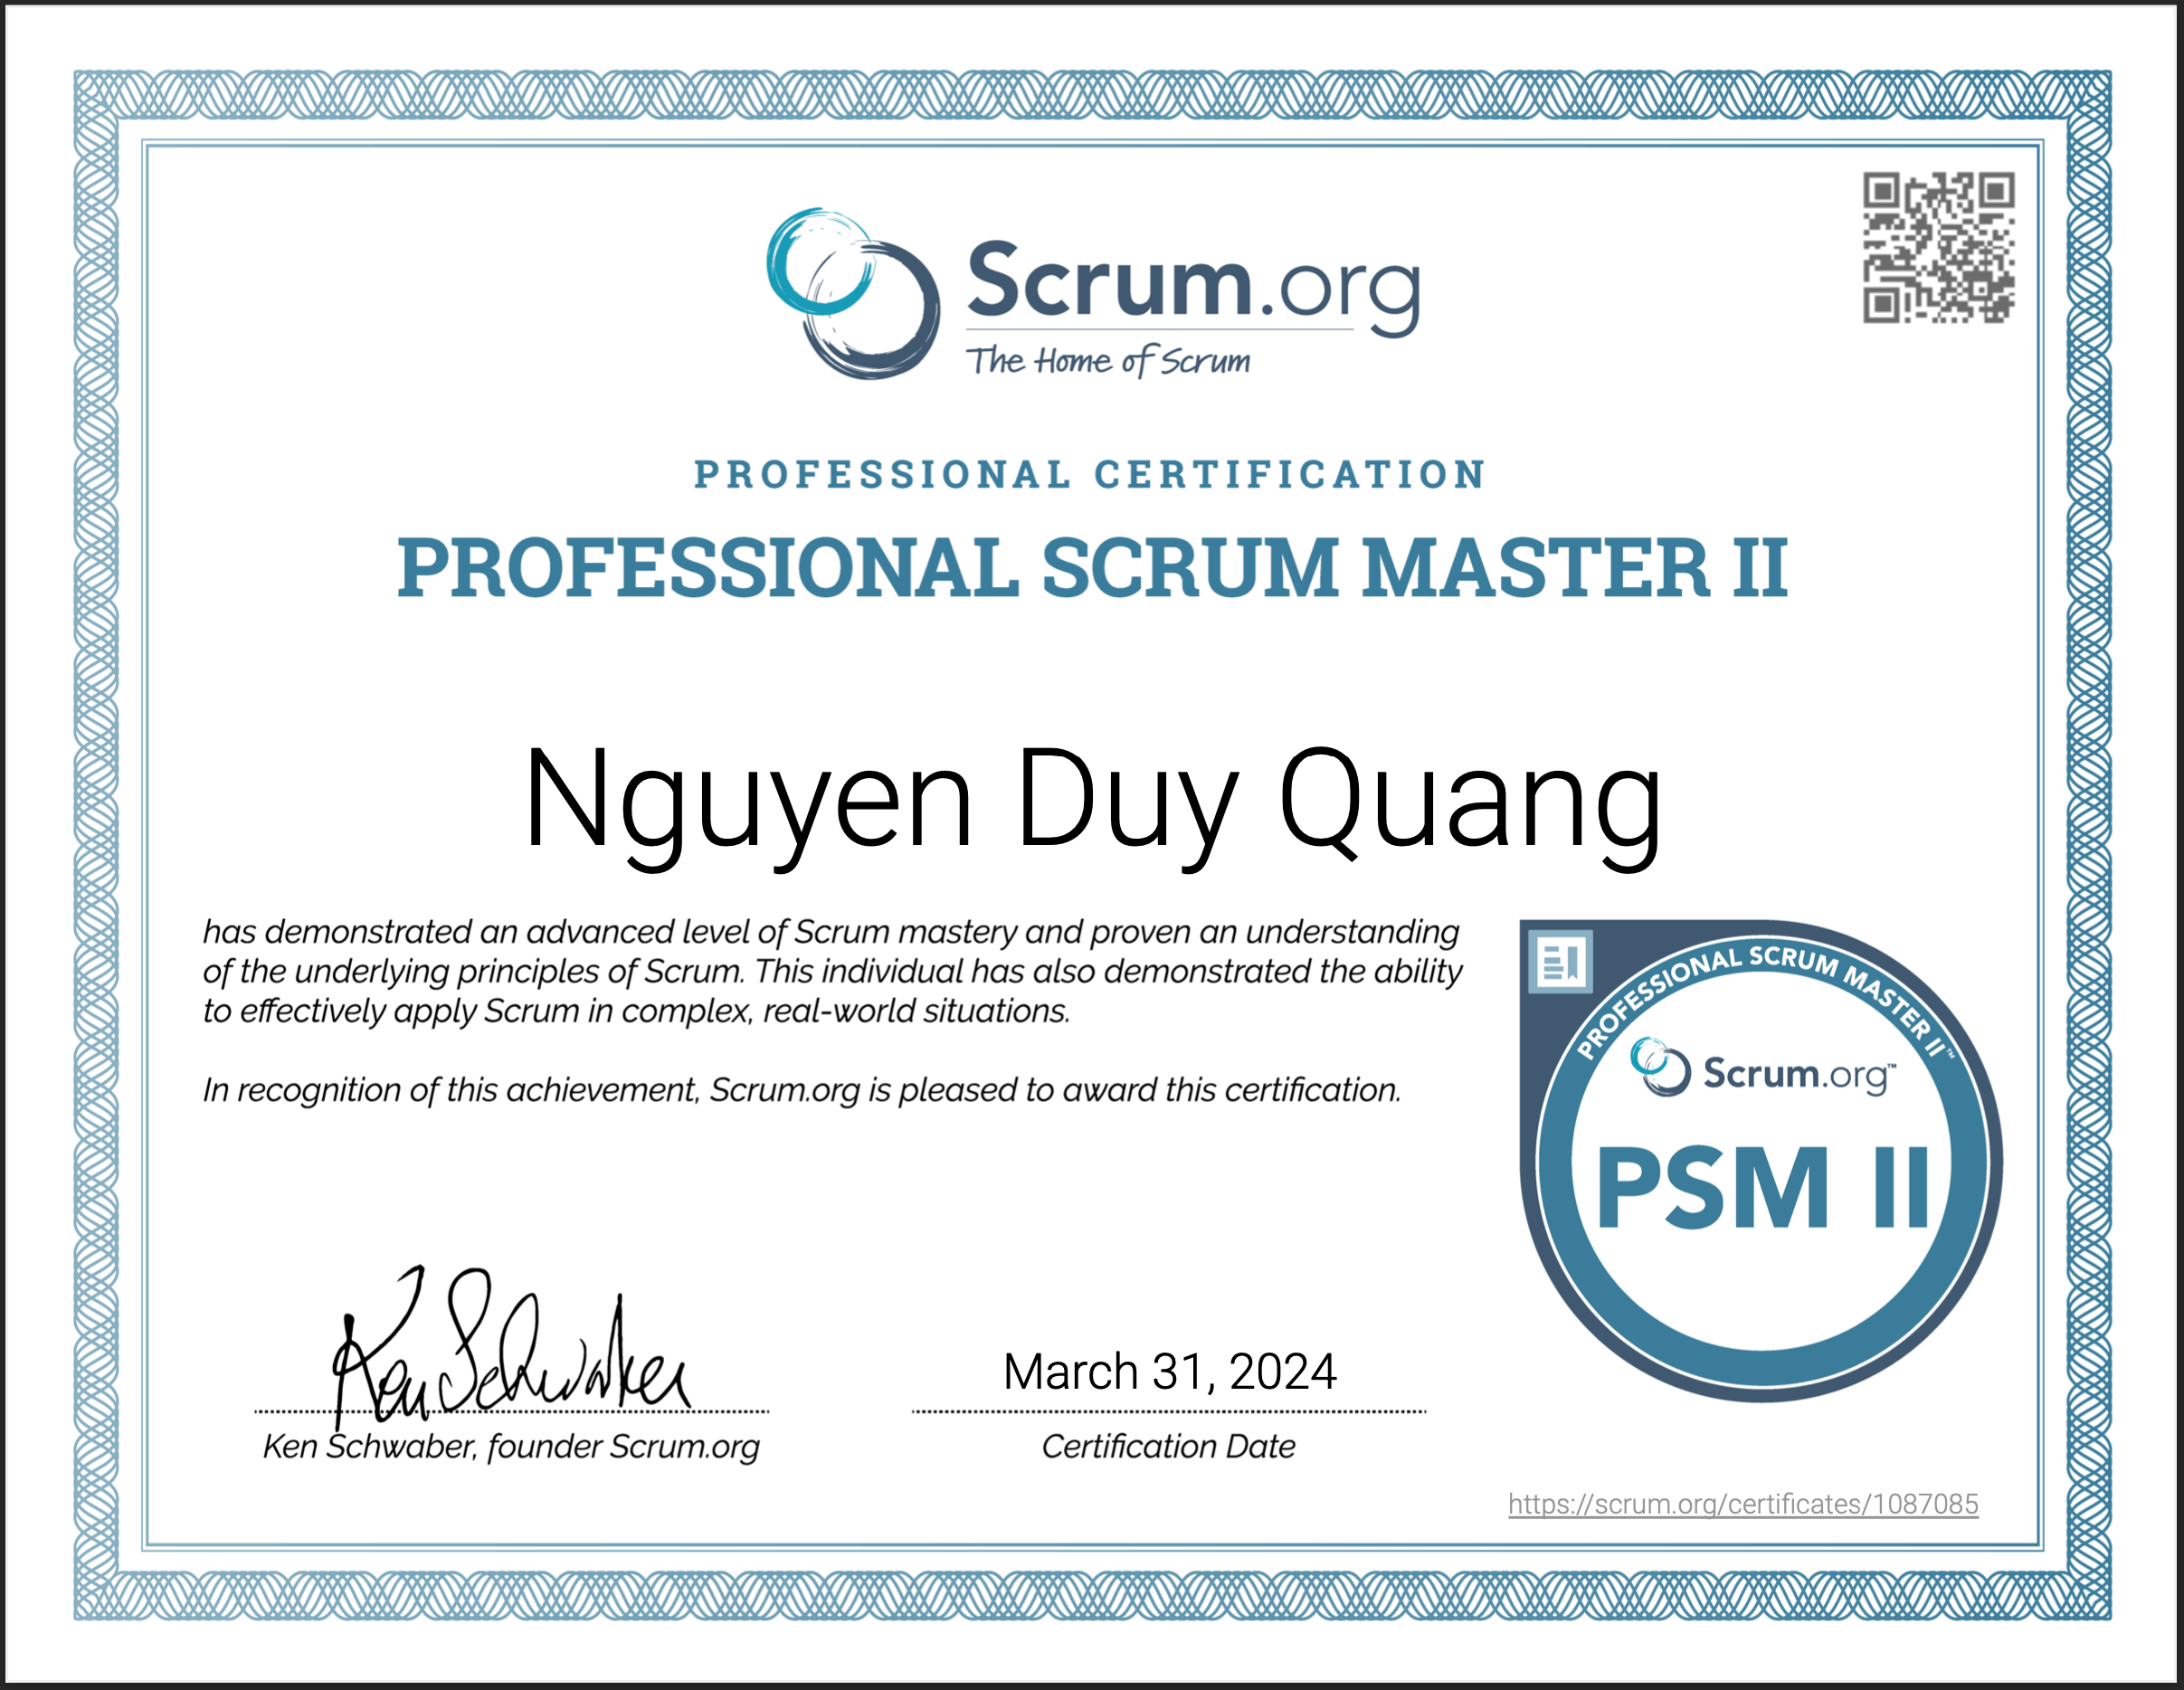 Scrum.org
The Home of Scrum
PROFESSIONAL CERTIFICATION
PROFESSIONAL SCRUM MASTER II
Nguyen Duy Quang
has demonstrated an advanced level of Scrum mastery and proven an understanding
of the underlying principles of Scrum. This individual has also demonstrated the ability
to effectively apply Scrum in complex, real-world situations.
In recognition of this achievement, Scrum.org is pleased to award this certification.
PROFESSIONAL SCRUM MASTER II™
Scrum.org™
PSM II
Ken Schwaber
Ken Schwaber, founder Scrum.org
March 31, 2024
Certification Date
https://scrum.org/certificates/1087085